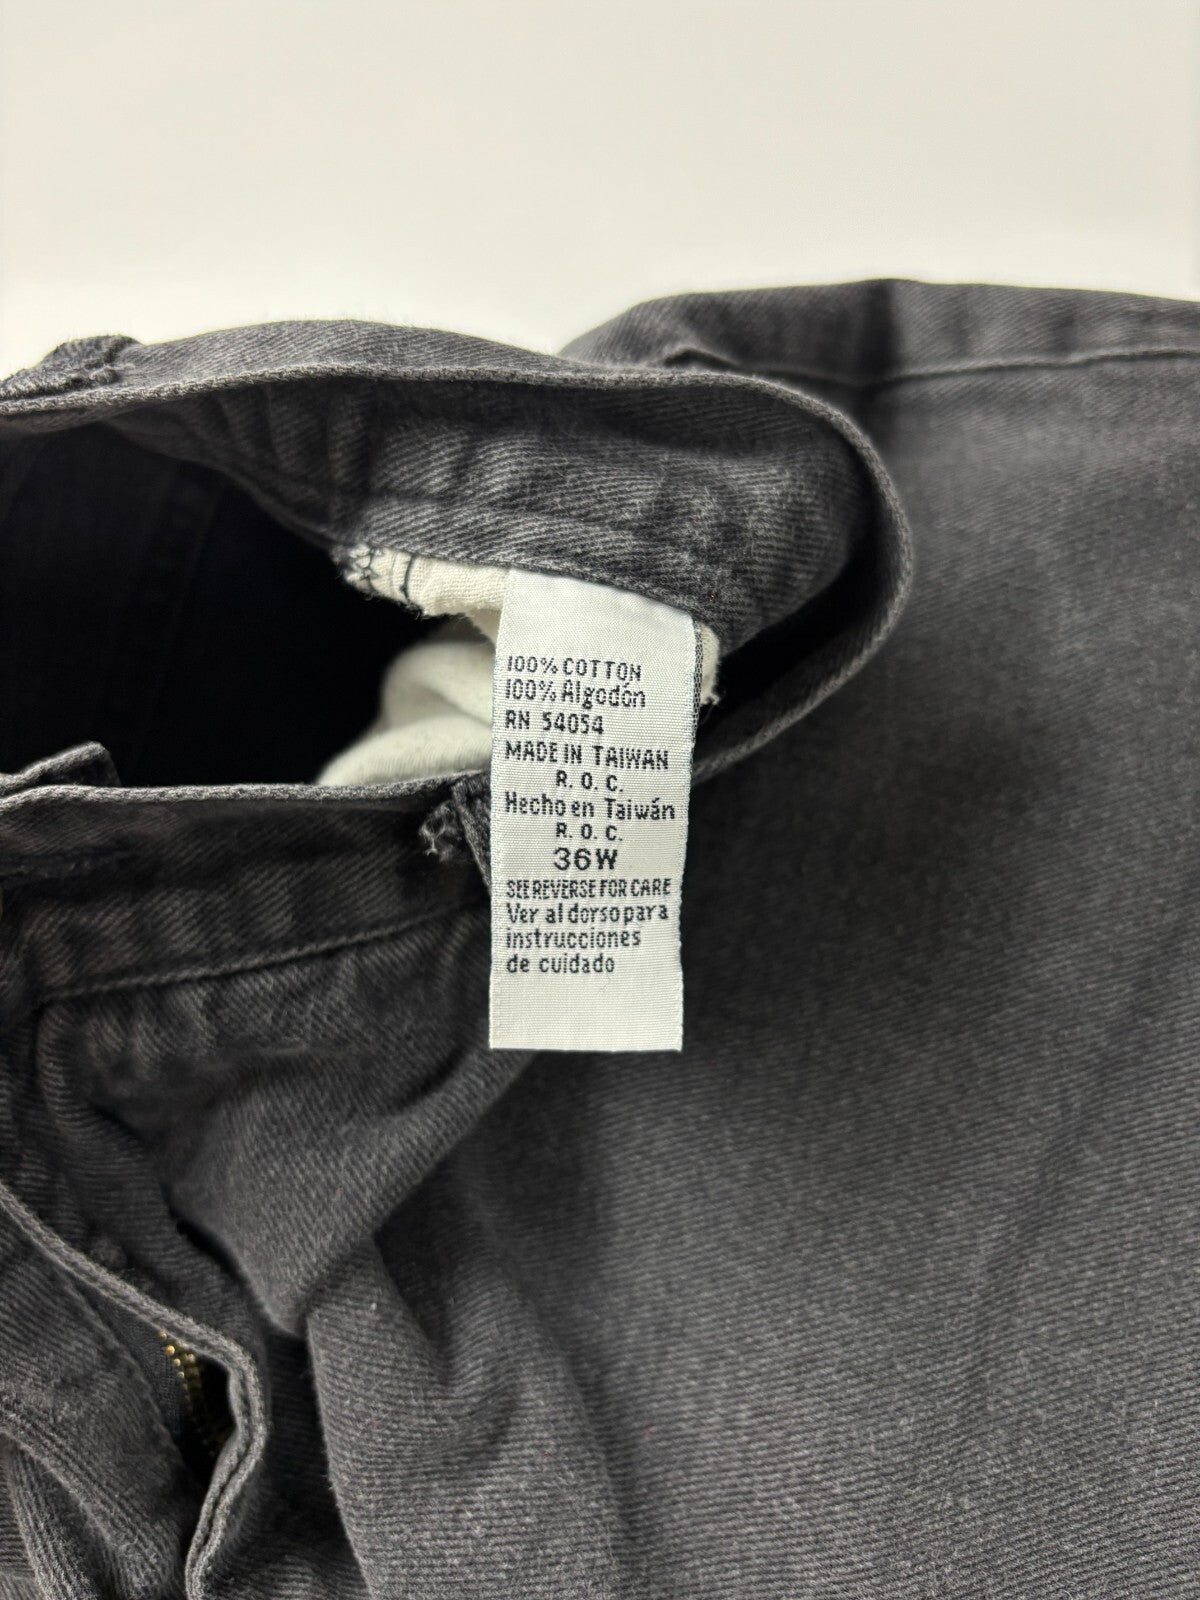 100% COTTON
100% Algodón
RN 54054
MADE IN TAIWAN
R. O. C.
Hecho en Taiwán
R. O. C.
36W
SEE REVERSE FOR CARE
Ver al dorso para
instrucciones
de cuidado